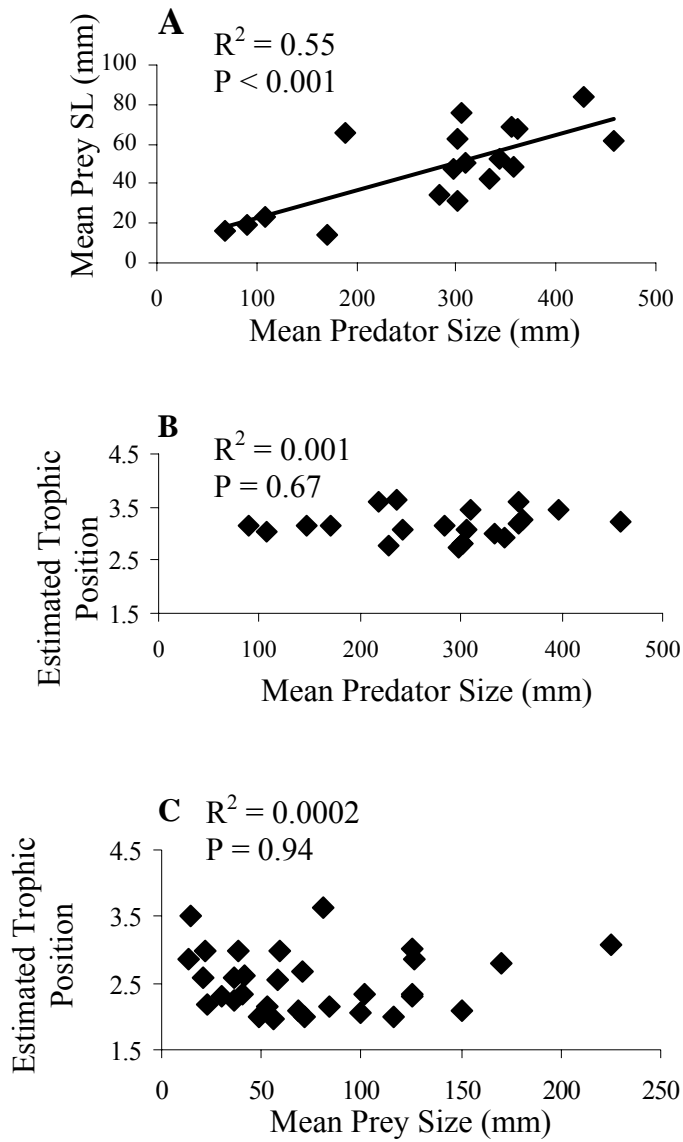 A
R² = 0.55
P < 0.001
Mean Prey SL (mm)
100
80
60
40
20
0
0 100 200 300 400 500
Mean Predator Size (mm)
B
R² = 0.001
P = 0.67
Estimated Trophic
Position
4.5
3.5
2.5
1.5
0 100 200 300 400 500
Mean Predator Size (mm)
C
R² = 0.0002
P = 0.94
Estimated Trophic
Position
4.5
3.5
2.5
1.5
0 50 100 150 200 250
Mean Prey Size (mm)